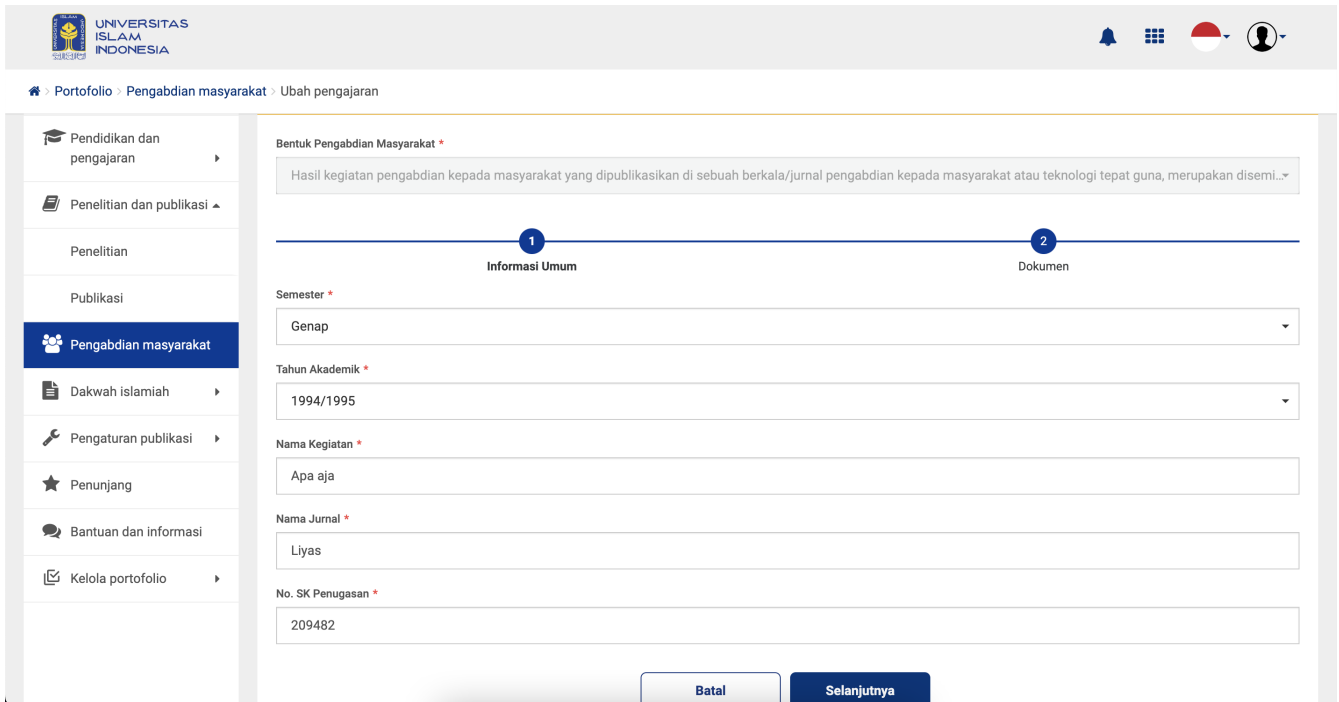 UNIVERSITAS
ISLAM
INDONESIA
Portofolio > Pengabdian masyarakat > Ubah pengajaran
Pendidikan dan
pengajaran
Penelitian dan publikasi
Penelitian
Publikasi
Pengabdian masyarakat
Dakwah islamiah
Pengaturan publikasi
Penunjang
Bantuan dan informasi
Kelola portofolio
Bentuk Pengabdian Masyarakat *
Hasil kegiatan pengabdian kepada masyarakat yang dipublikasikan di sebuah berkala/jurnal pengabdian kepada masyarakat atau teknologi tepat guna, merupakan disemi...
1
Informasi Umum
2
Dokumen
Semester *
Genap
Tahun Akademik *
1994/1995
Nama Kegiatan *
Apa aja
Nama Jurnal *
Liyas
No. SK Penugasan *
209482
Batal
Selanjutnya